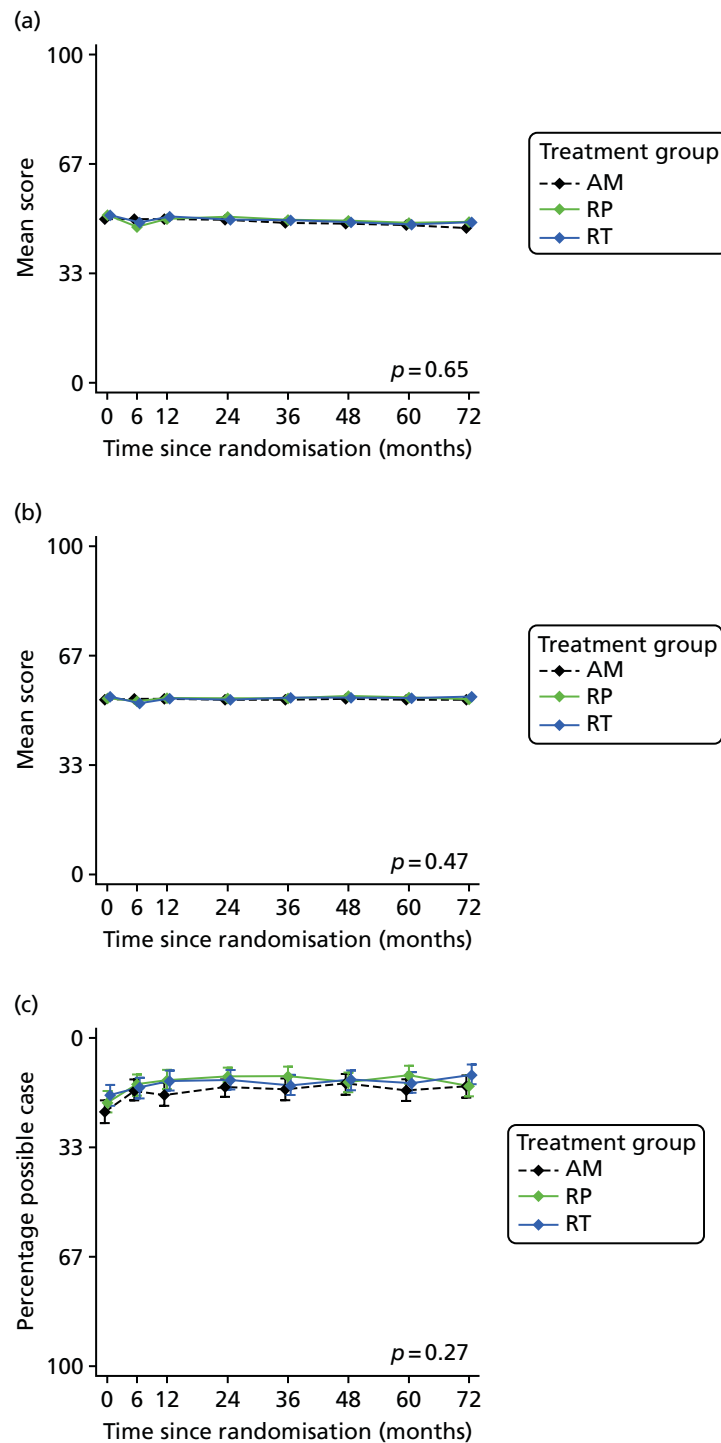 (a)
100
67
33
0
Mean score
p = 0.65
0 6 12 24 36 48 60 72
Time since randomisation (months)
Treatment group
AM
RP
RT
(b)
100
67
33
0
Mean score
p = 0.47
0 6 12 24 36 48 60 72
Time since randomisation (months)
Treatment group
AM
RP
RT
(c)
0
33
67
100
Percentage possible case
p = 0.27
0 6 12 24 36 48 60 72
Time since randomisation (months)
Treatment group
AM
RP
RT